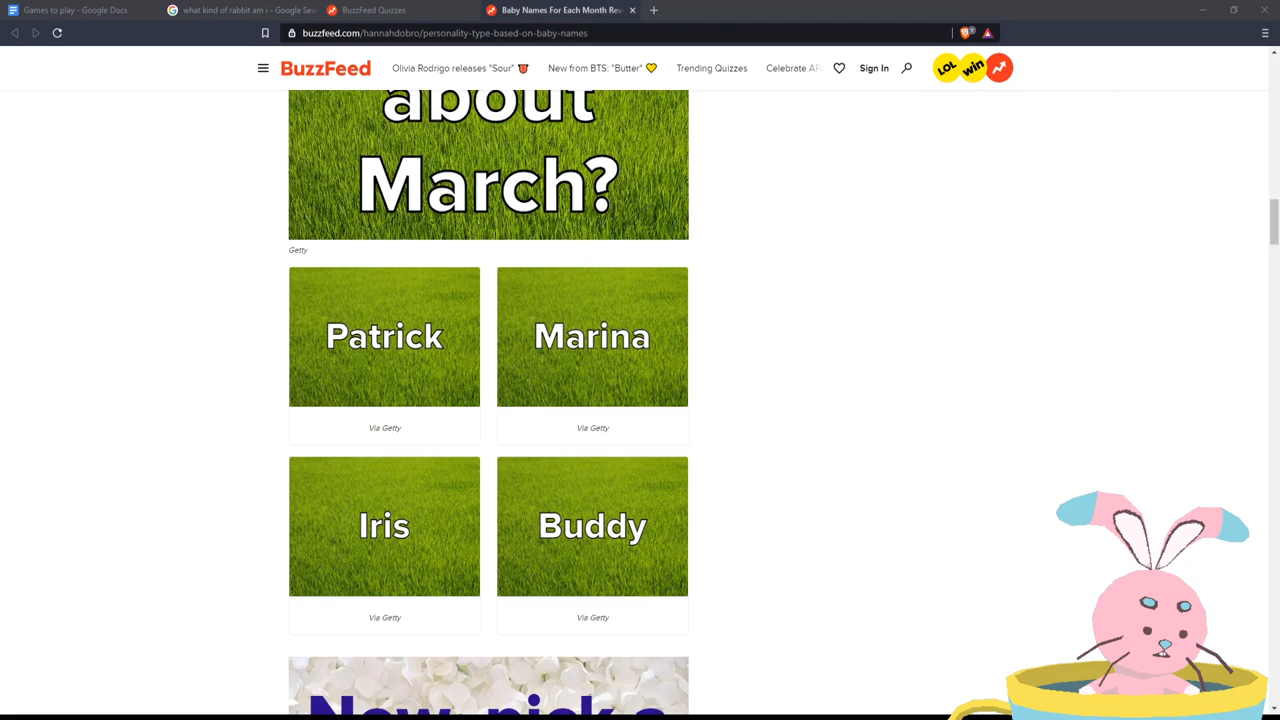 Games to play - Google Docs
what kind of rabbit am i - Google Sea
BuzzFeed Quizzes
Baby Names For Each Month Rev
buzzfeed.com/hannahdobro/personality-type-based-on-baby-names
BuzzFeed
Olivia Rodrigo releases "Sour"
New from BTS: "Butter"
Trending Quizzes
Celebrate AP
Sign In
LOL
win
about
March?
Getty
Patrick
Marina
Via Getty
Via Getty
Iris
Buddy
Via Getty
Via Getty
Now, pick a